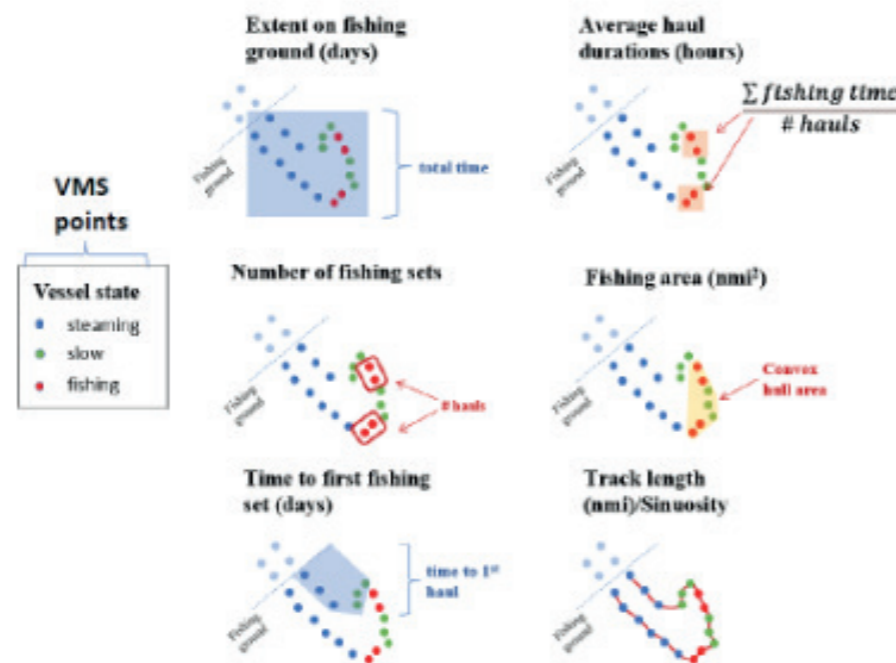 Extent on fishing
ground (days)
Average haul
durations (hours)
∑ fishing time
# hauls
Fishing
ground
total time
VMS
points
Vessel state
steaming
slow
fishing
Number of fishing sets
Fishing area (nmi²)
Fishing
ground
# hauls
Fishing
ground
Convex
hull area
Time to first fishing
set (days)
Track length
(nmi)/Sinuosity
Fishing
ground
time to 1st
haul
Fishing
ground
Fishing
ground